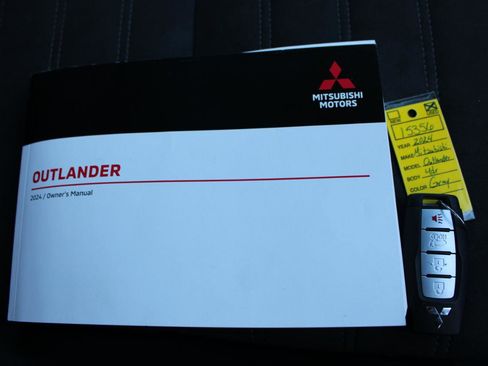 MITSUBISHI
MOTORS
OUTLANDER
2024 / Owner's Manual
15356
YEAR 2024
MAKE Mitsubishi
MODEL Outlander
BODY 4dr
COLOR Gray